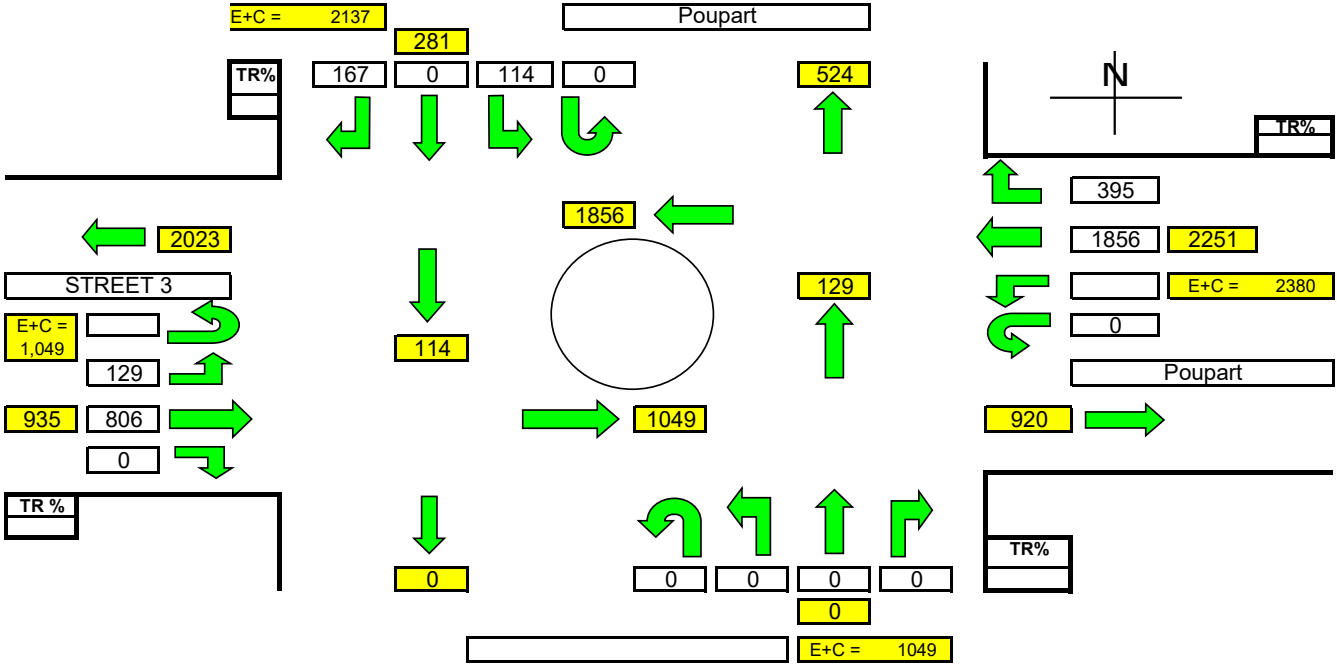 E+C = 2137
Poupart
281
TR%
167 0 114 0
524
N
TR%
395
1856
2023
1856 2251
STREET 3
129
E+C = 2380
E+C =
1,049
0
114
129
Poupart
935 806
1049
920
0
TR %
TR%
0
0 0 0 0
0
E+C = 1049